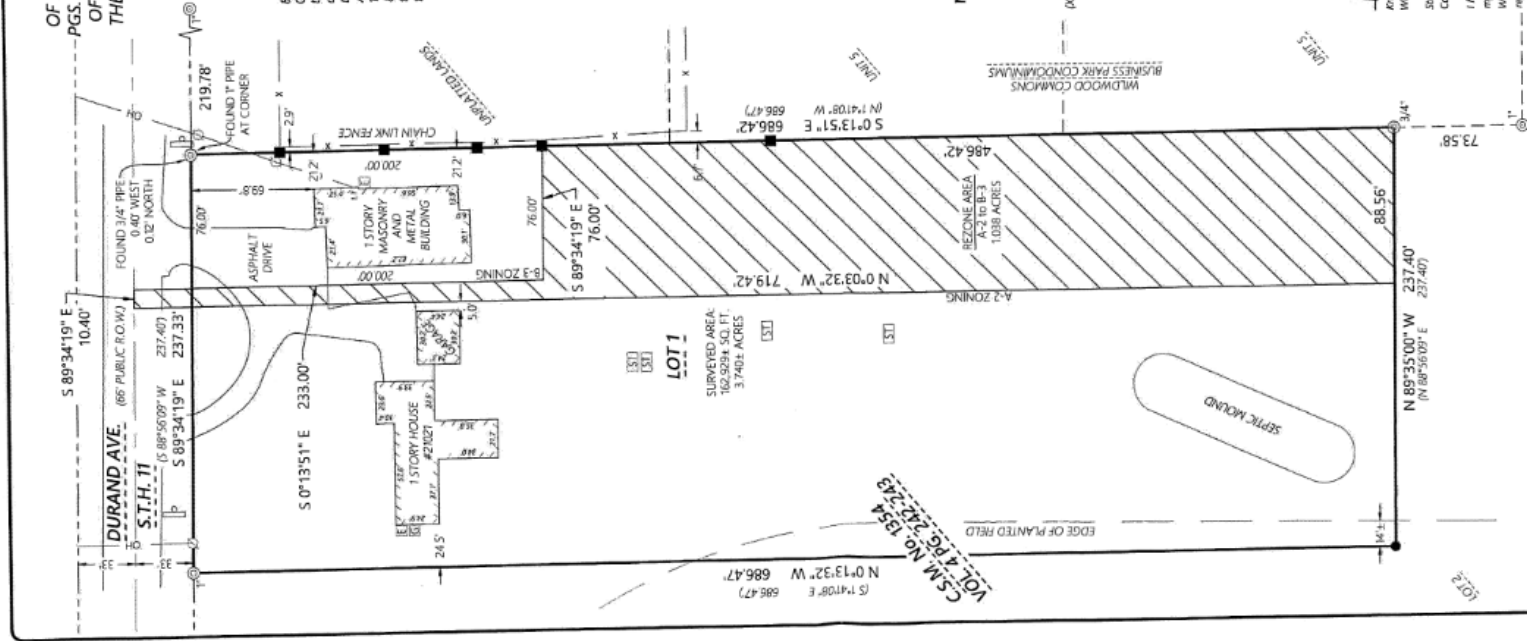 OF
PGS.
OF
THE
S 89°34'19" E
10.40'
DURAND AVE.
(66' PUBLIC R.O.W.)
S.T.H. 11
(S 88°56'09" W
237.40')
S 89°34'19" E
237.33'
33'
33'
FOUND 3/4" PIPE
0.40' WEST
0.12' NORTH
76.00'
219.78'
1"
FOUND 1" PIPE
AT CORNER
OH
1"
69.8'
ASPHALT
DRIVE
2.9'
21.2'
CHAIN LINK FENCE
200.00'
21.2'
UNPLATTED LANDS
1 STORY
MASONRY
AND
METAL
BUILDING
200.00'
B-3 ZONING
76.00'
S 89°34'19" E
76.00'
S 0°13'51" E
233.00'
5.0'
1 STORY HOUSE
#21021
E
G
24.5'
ST
ST
LOT 1
SURVEYED AREA:
162,929± SQ. FT.
3.740± ACRES
ST
ST
N 0°03'32" W
719.42'
A-2 ZONING
REZONE AREA
A-2 to B-3
1.038 ACRES
S 0°13'51" E
686.42'
(N 1°41'08" W
686.47')
486.42'
UNIT 5
WILDWOOD COMMONS
BUSINESS PARK CONDOMINIUMS
UNIT 5
C.S.M. No. 1354
VOL. 4 PG. 242-243
N 0°13'32" W
686.47'
(S 1°41'08" E
686.47')
EDGE OF PLANTED FIELD
SEPTIC MOUND
14'±
LOT 2
88.56'
N 89°35'00" W
237.40'
(N 88°56'09" E
237.40')
3/4"
73.58'
1"